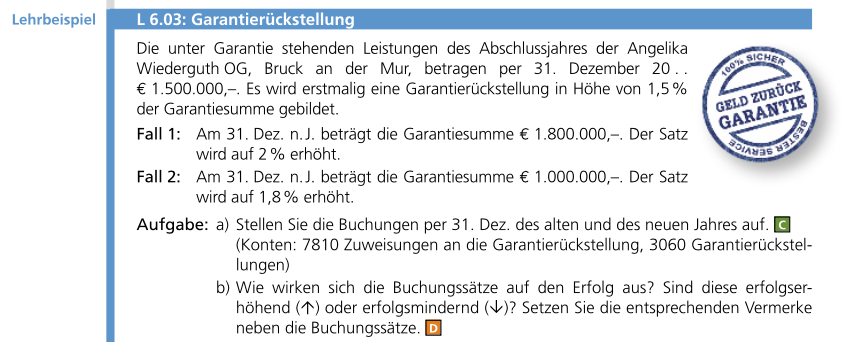 Lehrbeispiel
L 6.03: Garantierückstellung
Die unter Garantie stehenden Leistungen des Abschlussjahres der Angelika
Wiederguth OG, Bruck an der Mur, betragen per 31. Dezember 20 . .
€ 1.500.000,–. Es wird erstmalig eine Garantierückstellung in Höhe von 1,5 %
der Garantiesumme gebildet.
Fall 1: Am 31. Dez. n. J. beträgt die Garantiesumme € 1.800.000,–. Der Satz
wird auf 2 % erhöht.
Fall 2: Am 31. Dez. n. J. beträgt die Garantiesumme € 1.000.000,–. Der Satz
wird auf 1,8 % erhöht.
100% SICHER
GELD ZURÜCK
GARANTIE
BESTER SERVICE
Aufgabe: a) Stellen Sie die Buchungen per 31. Dez. des alten und des neuen Jahres auf. C
(Konten: 7810 Zuweisungen an die Garantierückstellung, 3060 Garantierückstel-
lungen)
b) Wie wirken sich die Buchungssätze auf den Erfolg aus? Sind diese erfolgser-
höhend (↑) oder erfolgsmindernd (↓)? Setzen Sie die entsprechenden Vermerke
neben die Buchungssätze. D